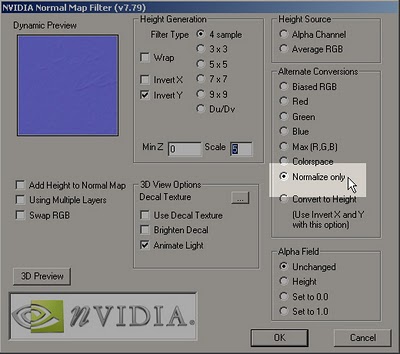 NVIDIA Normal Map Filter (v7.79)
Dynamic Preview
Height Generation
Filter Type
4 sample
3 x 3
5 x 5
7 x 7
9 x 9
Du/Dv
Wrap
Invert X
Invert Y
Min Z
0
Scale
5
Height Source
Alpha Channel
Average RGB
Alternate Conversions
Biased RGB
Red
Green
Blue
Max (R,G,B)
Colorspace
Normalize only
Convert to Height
(Use Invert X and Y
with this option)
Add Height to Normal Map
Using Multiple Layers
Swap RGB
3D View Options
Decal Texture
...
Use Decal Texture
Brighten Decal
Animate Light
Alpha Field
Unchanged
Height
Set to 0.0
Set to 1.0
3D Preview
nVIDIA.
OK
Cancel